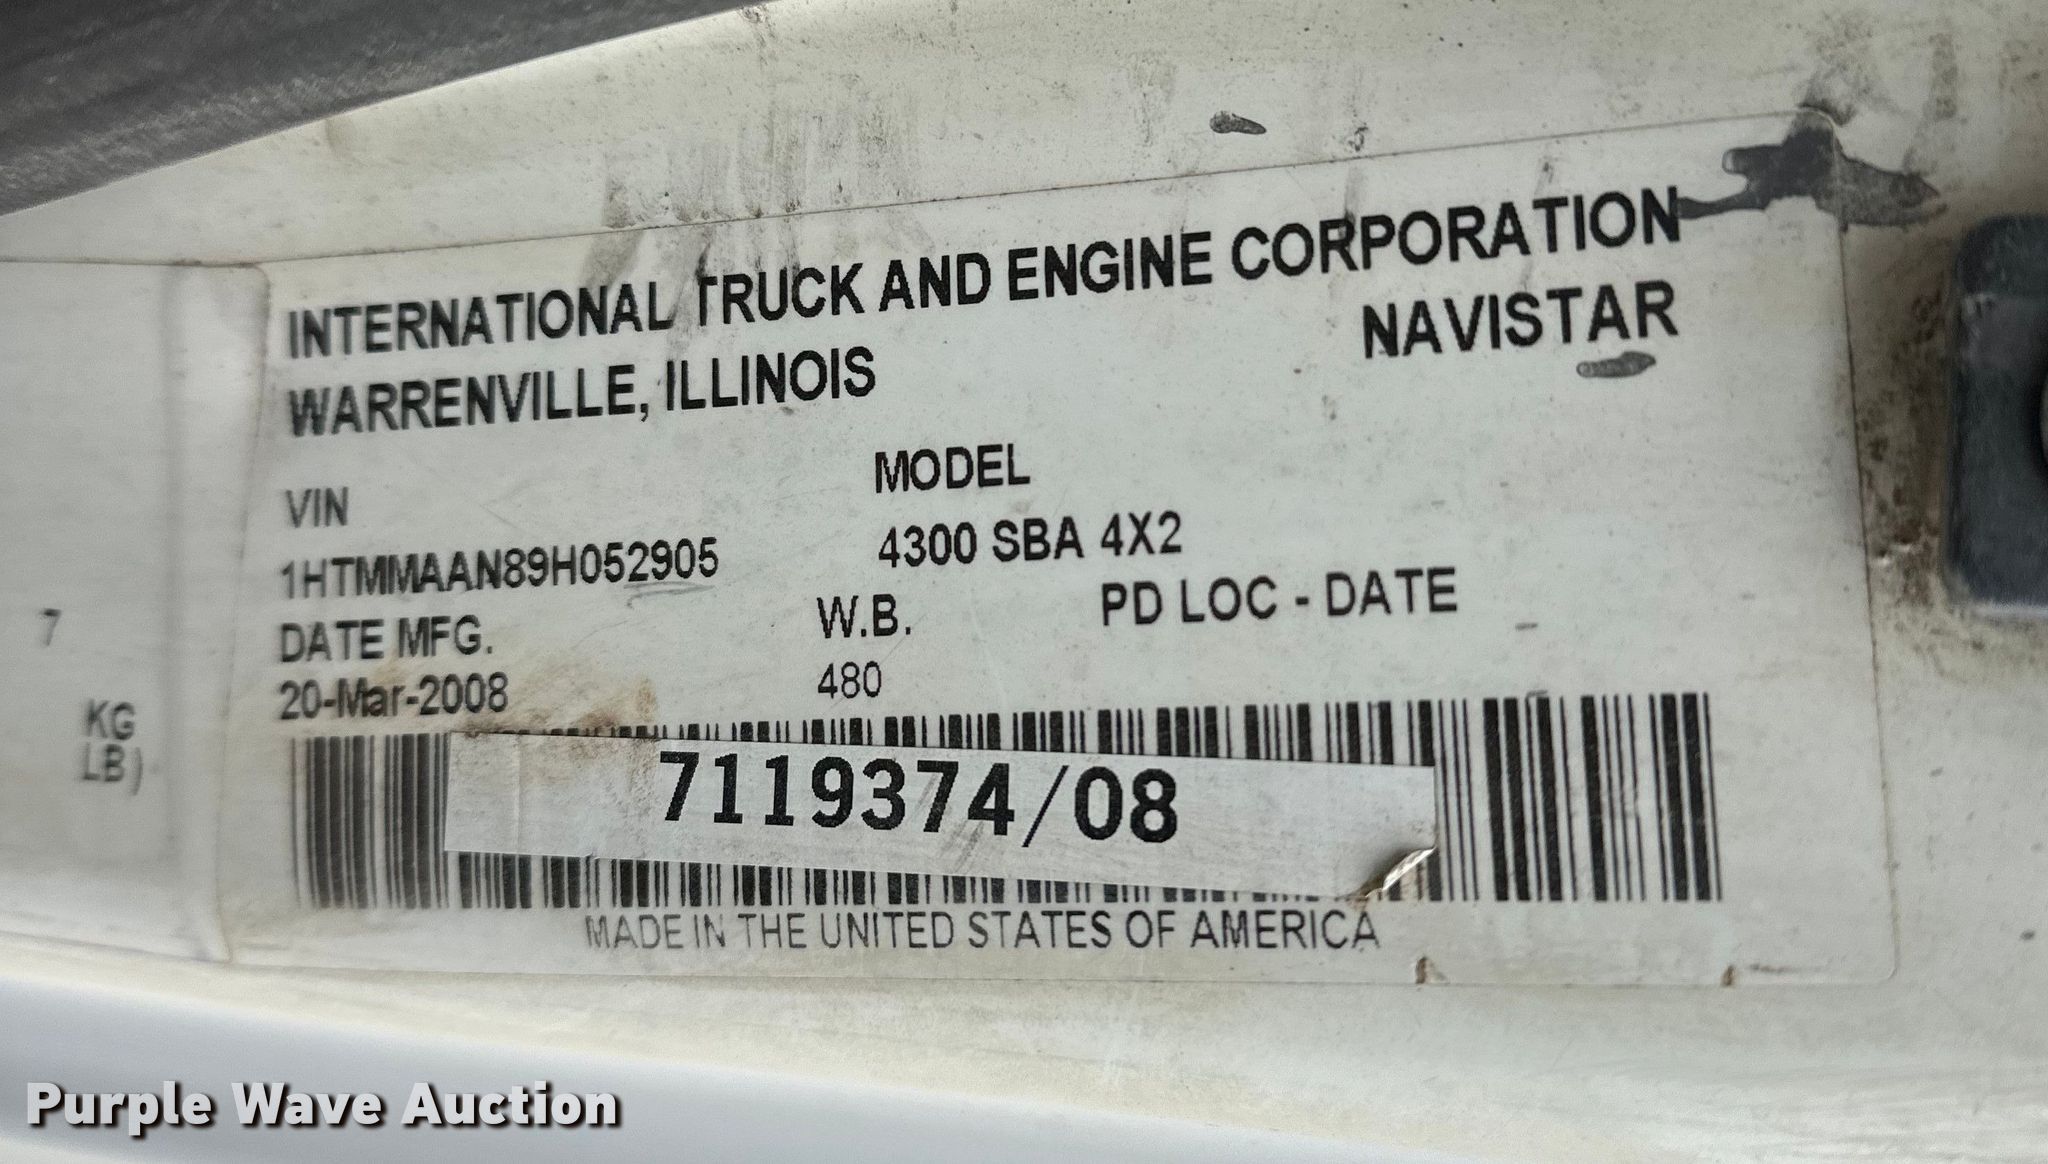 INTERNATIONAL TRUCK AND ENGINE CORPORATION
WARRENVILLE, ILLINOIS NAVISTAR
VIN MODEL
1HTMMAAN89H052905 4300 SBA 4X2
DATE MFG. W.B. PD LOC - DATE
20-Mar-2008 480
7
KG
LB)
7119374/08
MADE IN THE UNITED STATES OF AMERICA
Purple Wave Auction